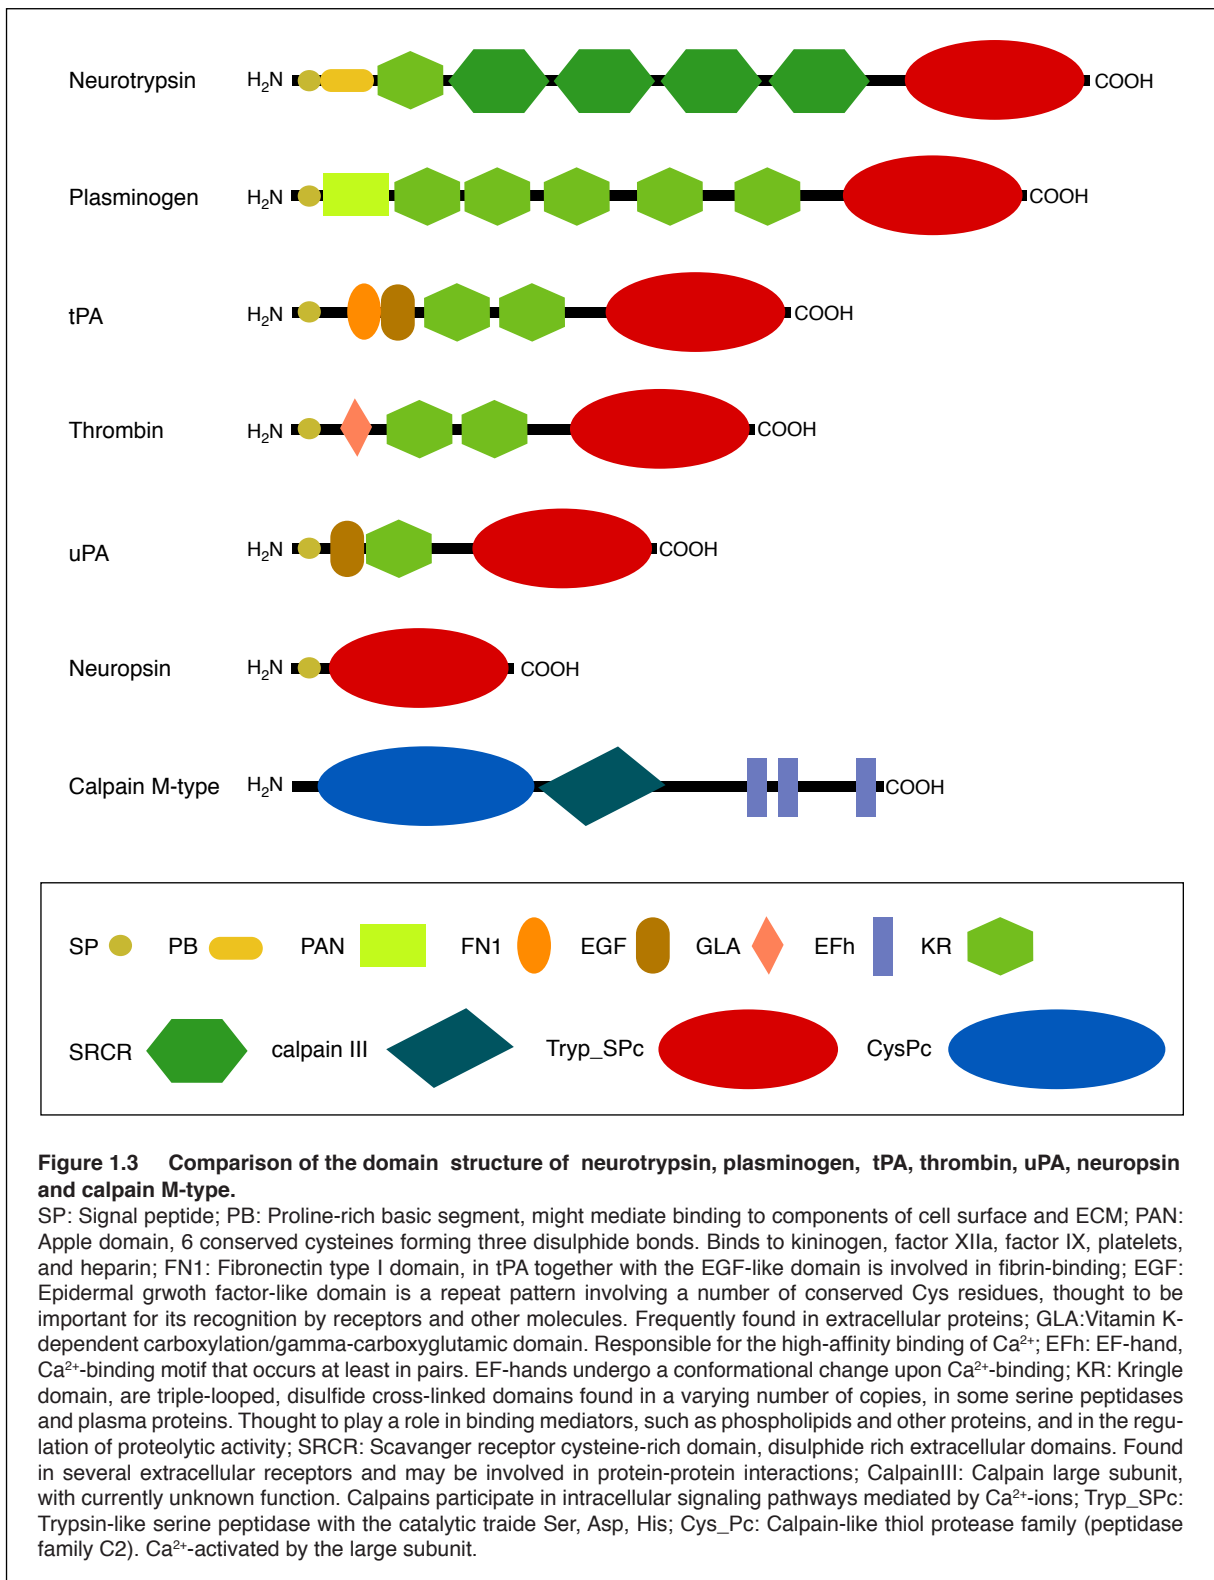 Neurotrypsin H₂N COOH
Plasminogen H₂N COOH
tPA H₂N COOH
Thrombin H₂N COOH
uPA H₂N COOH
Neuropsin H₂N COOH
Calpain M-type H₂N COOH
SP PB PAN FN1 EGF GLA EFh KR
SRCR calpain III Tryp_SPc CysPc
Figure 1.3 Comparison of the domain structure of neurotrypsin, plasminogen, tPA, thrombin, uPA, neuropsin
and calpain M-type.
SP: Signal peptide; PB: Proline-rich basic segment, might mediate binding to components of cell surface and ECM; PAN:
Apple domain, 6 conserved cysteines forming three disulphide bonds. Binds to kininogen, factor XIIa, factor IX, platelets,
and heparin; FN1: Fibronectin type I domain, in tPA together with the EGF-like domain is involved in fibrin-binding; EGF:
Epidermal grwoth factor-like domain is a repeat pattern involving a number of conserved Cys residues, thought to be
important for its recognition by receptors and other molecules. Frequently found in extracellular proteins; GLA:Vitamin K-
dependent carboxylation/gamma-carboxyglutamic domain. Responsible for the high-affinity binding of Ca²⁺; EFh: EF-hand,
Ca²⁺-binding motif that occurs at least in pairs. EF-hands undergo a conformational change upon Ca²⁺-binding; KR: Kringle
domain, are triple-looped, disulfide cross-linked domains found in a varying number of copies, in some serine peptidases
and plasma proteins. Thought to play a role in binding mediators, such as phospholipids and other proteins, and in the regu-
lation of proteolytic activity; SRCR: Scavanger receptor cysteine-rich domain, disulphide rich extracellular domains. Found
in several extracellular receptors and may be involved in protein-protein interactions; CalpainIII: Calpain large subunit,
with currently unknown function. Calpains participate in intracellular signaling pathways mediated by Ca²⁺-ions; Tryp_SPc:
Trypsin-like serine peptidase with the catalytic traide Ser, Asp, His; Cys_Pc: Calpain-like thiol protease family (peptidase
family C2). Ca²⁺-activated by the large subunit.